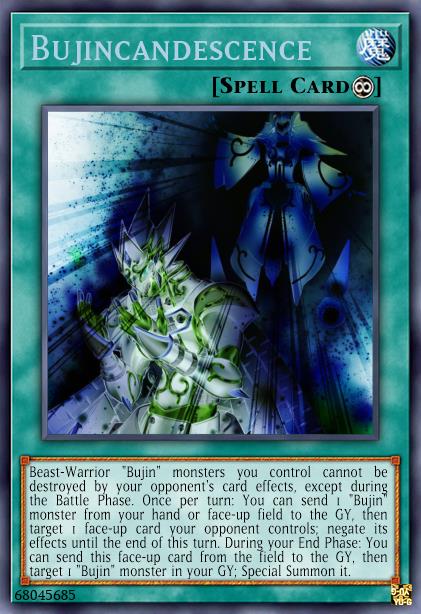 Bujincandescence
魔
[Spell Card♾]
Beast-Warrior "Bujin" monsters you control cannot be
destroyed by your opponent's card effects, except during
the Battle Phase. Once per turn: You can send 1 "Bujin"
monster from your hand or face-up field to the GY, then
target 1 face-up card your opponent controls; negate its
effects until the end of this turn. During your End Phase: You
can send this face-up card from the field to the GY, then
target 1 "Bujin" monster in your GY; Special Summon it.
68045685